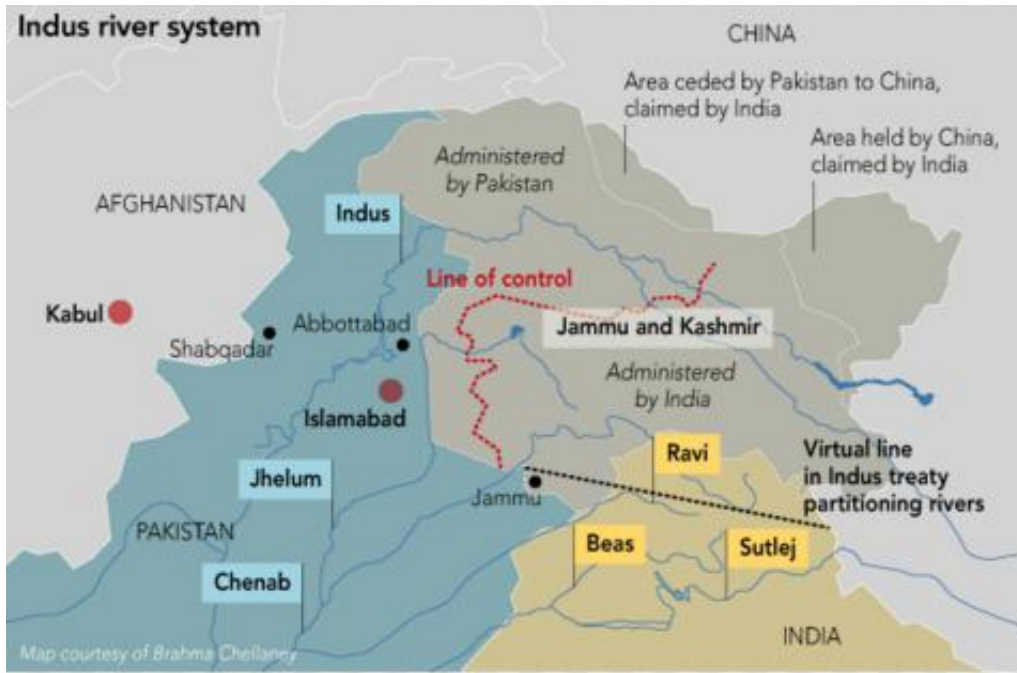 Indus river system
CHINA
Area ceded by Pakistan to China,
claimed by India
Area held by China,
claimed by India
Administered
by Pakistan
AFGHANISTAN
Indus
Line of control
Kabul
Abbottabad
Shabqadar
Jammu and Kashmir
Administered
by India
Islamabad
Ravi
Virtual line
in Indus treaty
partitioning rivers
Jhelum
Jammu
PAKISTAN
Beas
Sutlej
Chenab
INDIA
Map courtesy of Brahma Chellaney